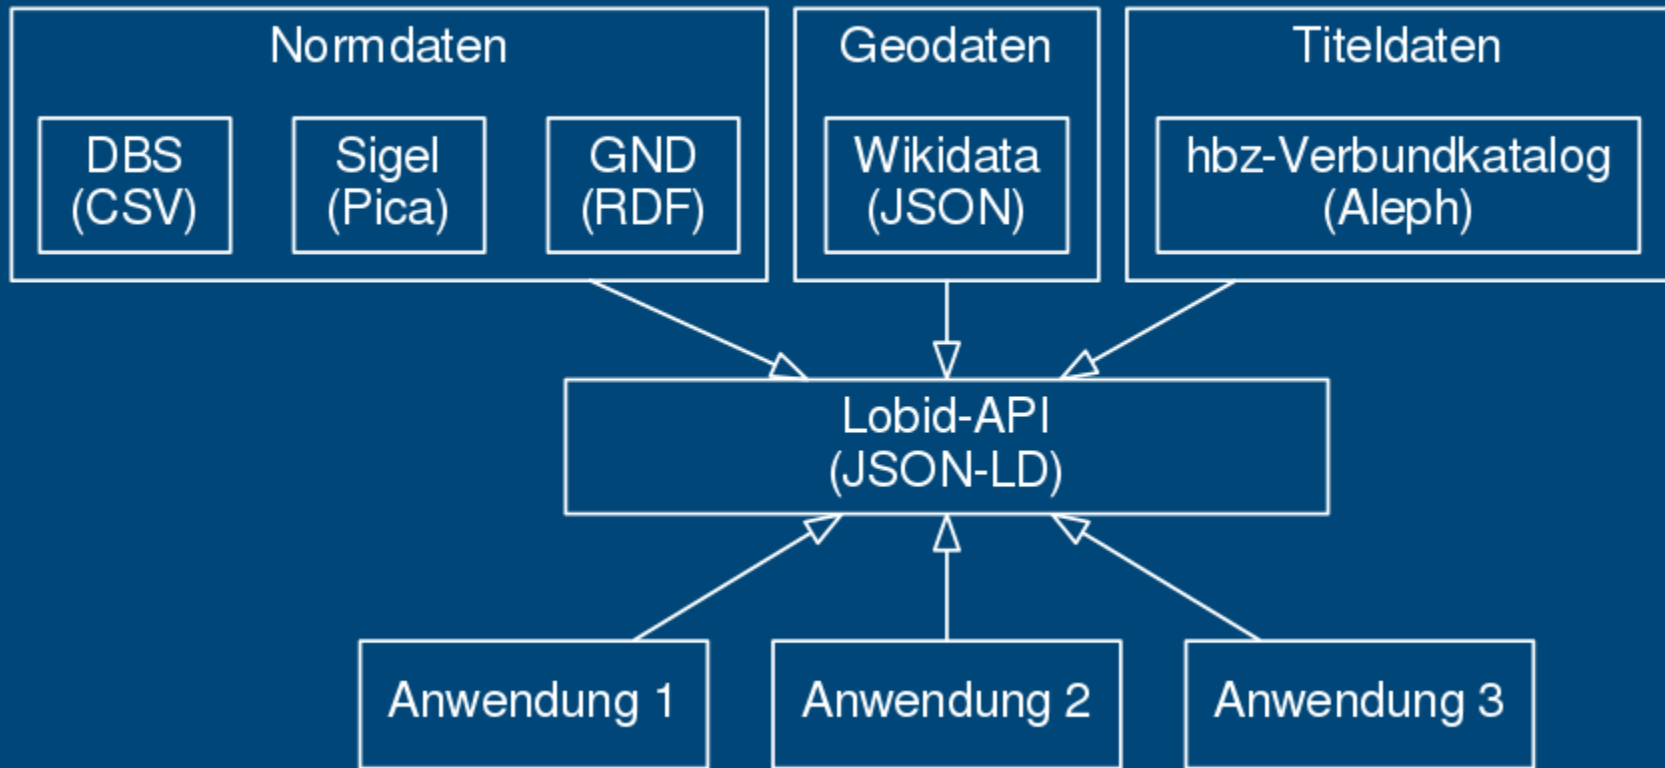 Normdaten
DBS
(CSV)
Sigel
(Pica)
GND
(RDF)
Geodaten
Wikidata
(JSON)
Titeldaten
hbz-Verbundkatalog
(Aleph)
Lobid-API
(JSON-LD)
Anwendung 1
Anwendung 2
Anwendung 3